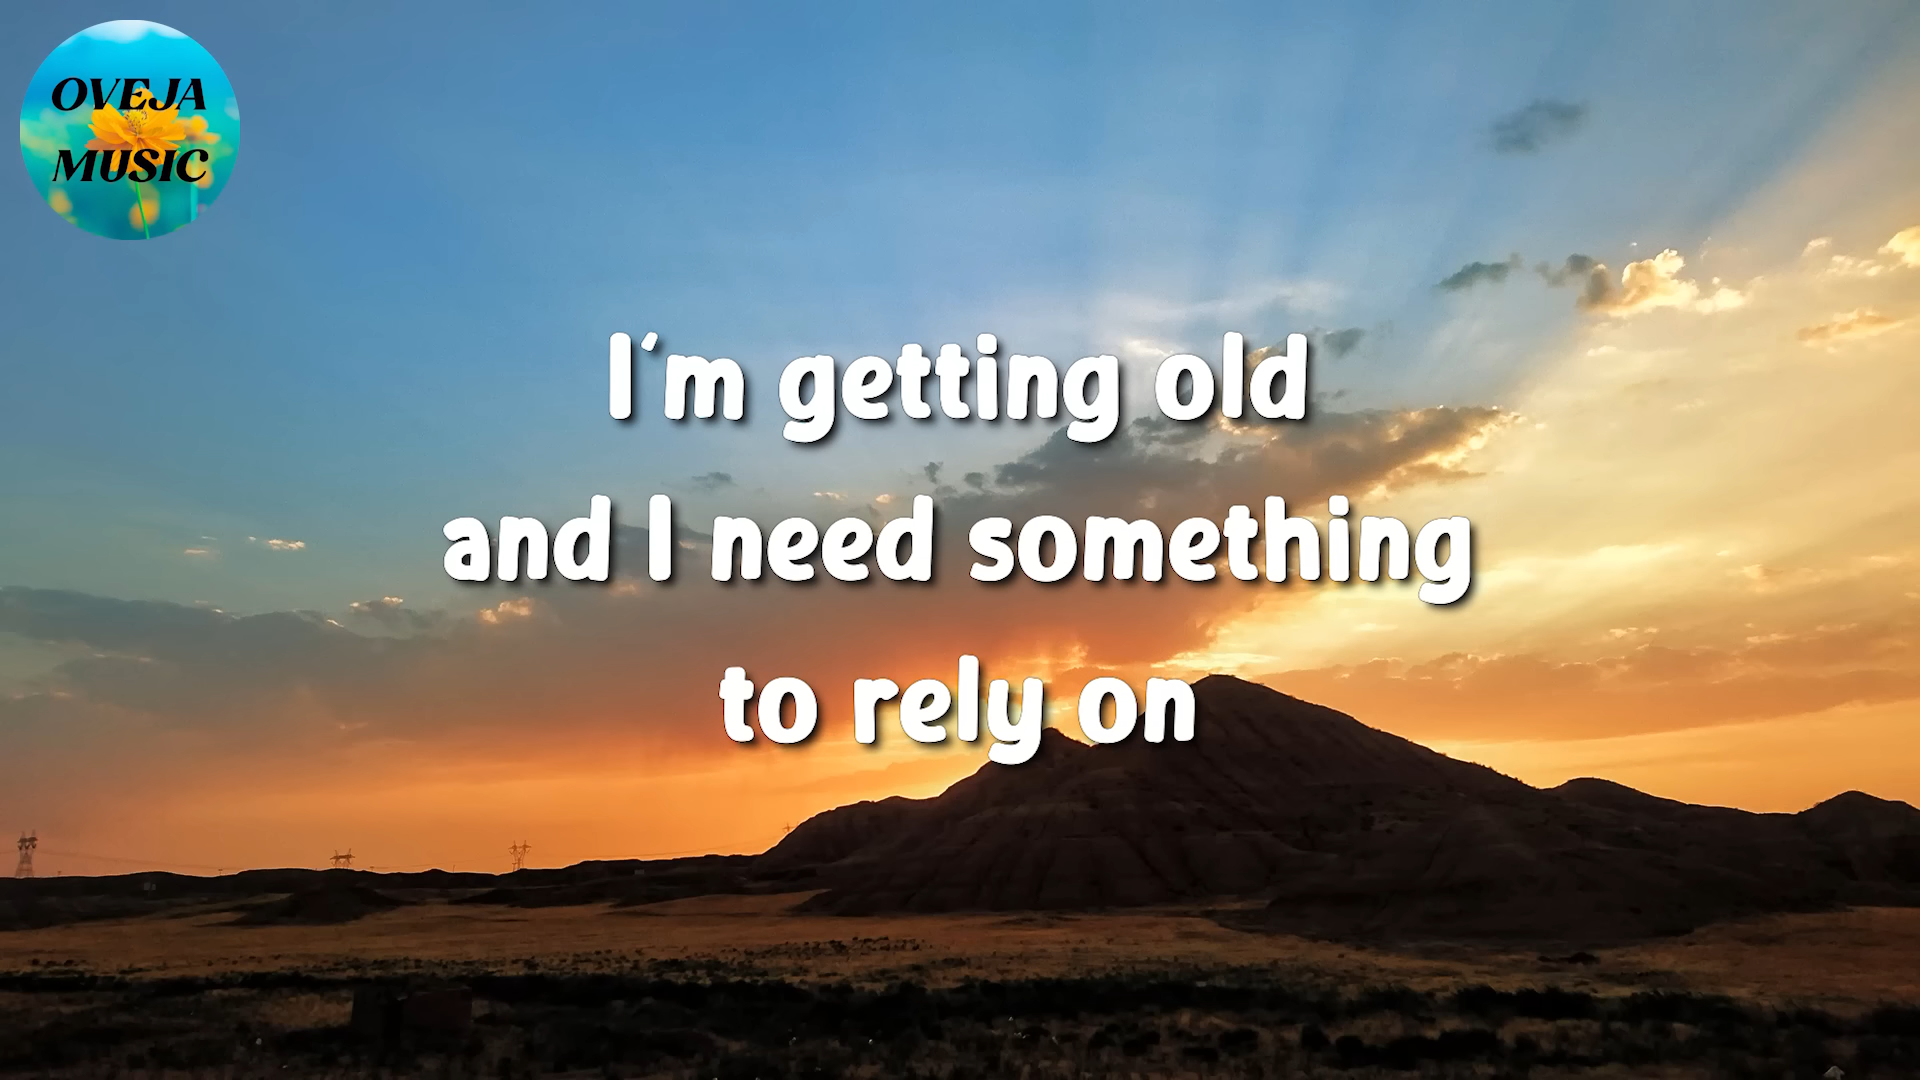 OVEJA
MUSIC
I'm getting old
and I need something
to rely on